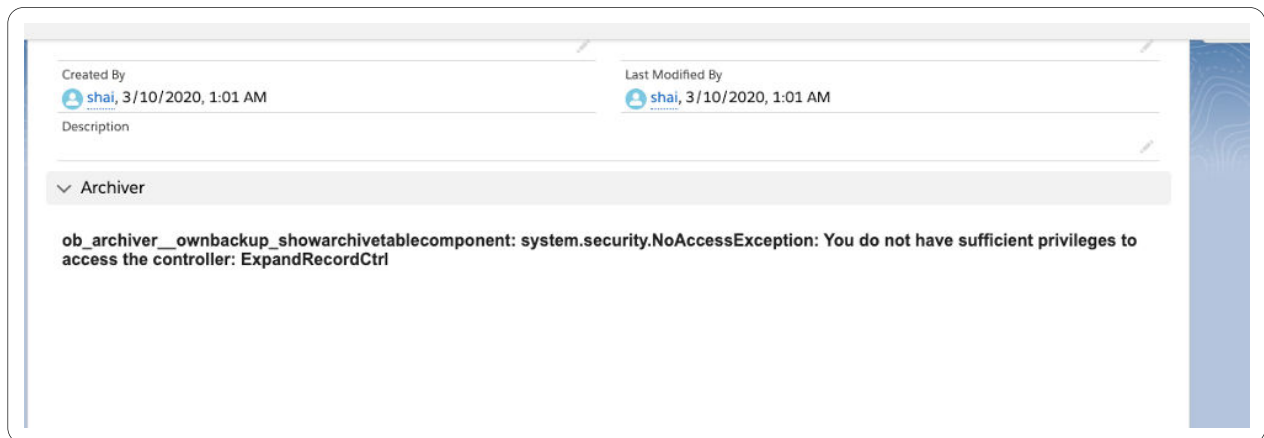 Created By
Last Modified By
shai, 3/10/2020, 1:01 AM
shai, 3/10/2020, 1:01 AM
Description
Archiver
ob_archiver__ownbackup_showarchivetablecomponent: system.security.NoAccessException: You do not have sufficient privileges to
access the controller: ExpandRecordCtrl